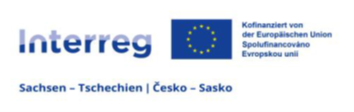 Interreg
Kofinanziert von
der Europäischen Union
Spolufinancováno
Evropskou unií
Sachsen – Tschechien | Česko – Sasko